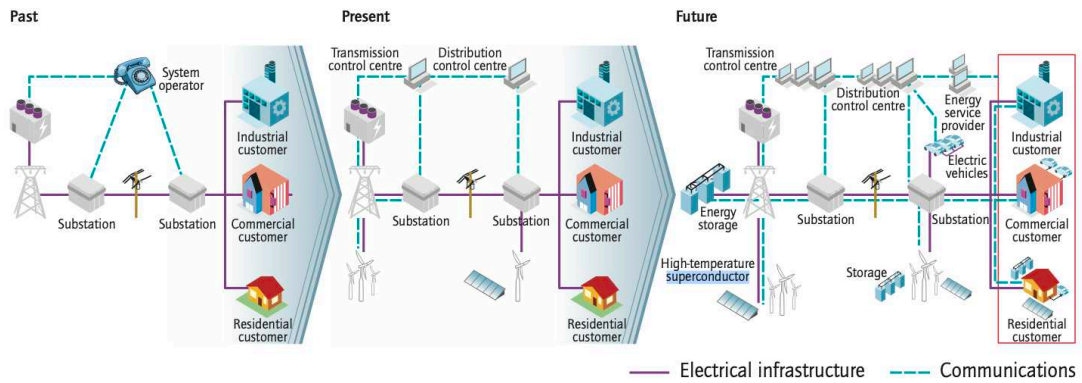 Past
System
operator
Industrial
customer
Substation
Substation
Commercial
customer
Residential
customer
Present
Transmission
control centre
Distribution
control centre
Industrial
customer
Substation
Substation
Commercial
customer
Residential
customer
Future
Transmission
control centre
Distribution
control centre
Energy
service
provider
Industrial
customer
Electric
vehicles
Energy
storage
Substation
Substation
Commercial
customer
High-temperature
superconductor
Storage
Residential
customer
Electrical infrastructure
Communications